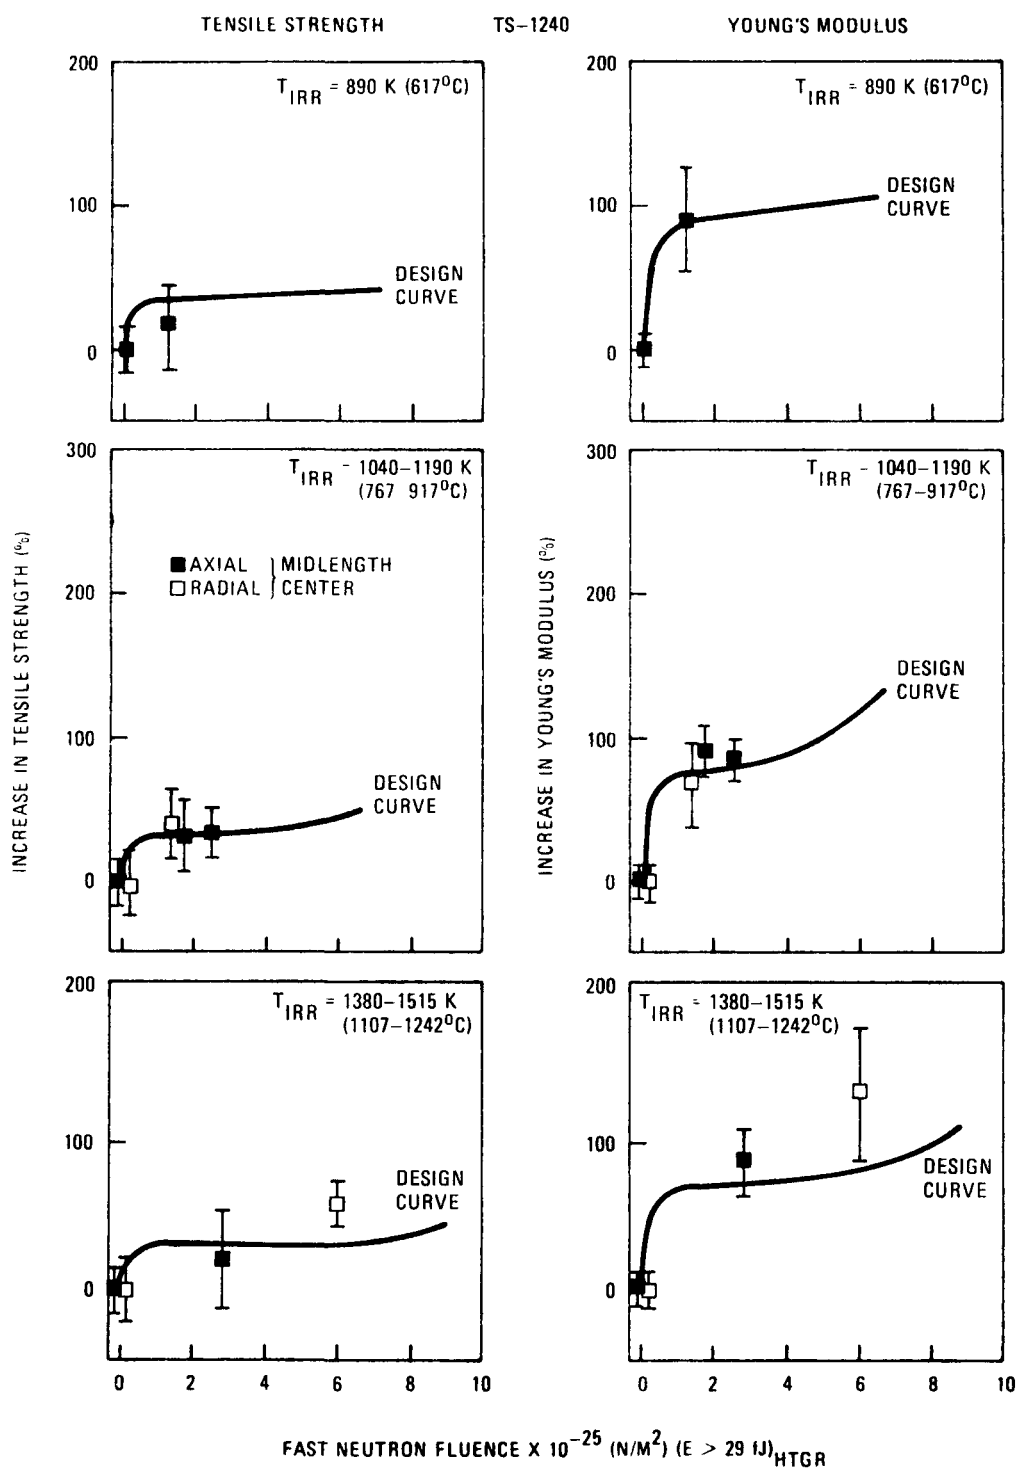 TENSILE STRENGTH TS–1240 YOUNG'S MODULUS
200
T IRR = 890 K (617°C)
100
DESIGN
CURVE
0
200
T IRR = 890 K (617°C)
100
DESIGN
CURVE
0
300
T IRR – 1040–1190 K
(767 917°C)
■ AXIAL } MIDLENGTH
□ RADIAL } CENTER
200
100
DESIGN
CURVE
0
300
T IRR – 1040–1190 K
(767–917°C)
200
100
DESIGN
CURVE
0
INCREASE IN TENSILE STRENGTH (%)
INCREASE IN YOUNG'S MODULUS (%)
200
T IRR = 1380–1515 K
(1107–1242°C)
100
DESIGN
CURVE
0
0 2 4 6 8 10
200
T IRR = 1380–1515 K
(1107–1242°C)
100
DESIGN
CURVE
0
0 2 4 6 8 10
FAST NEUTRON FLUENCE X 10⁻²⁵ (N/M²) (E > 29 fJ) HTGR